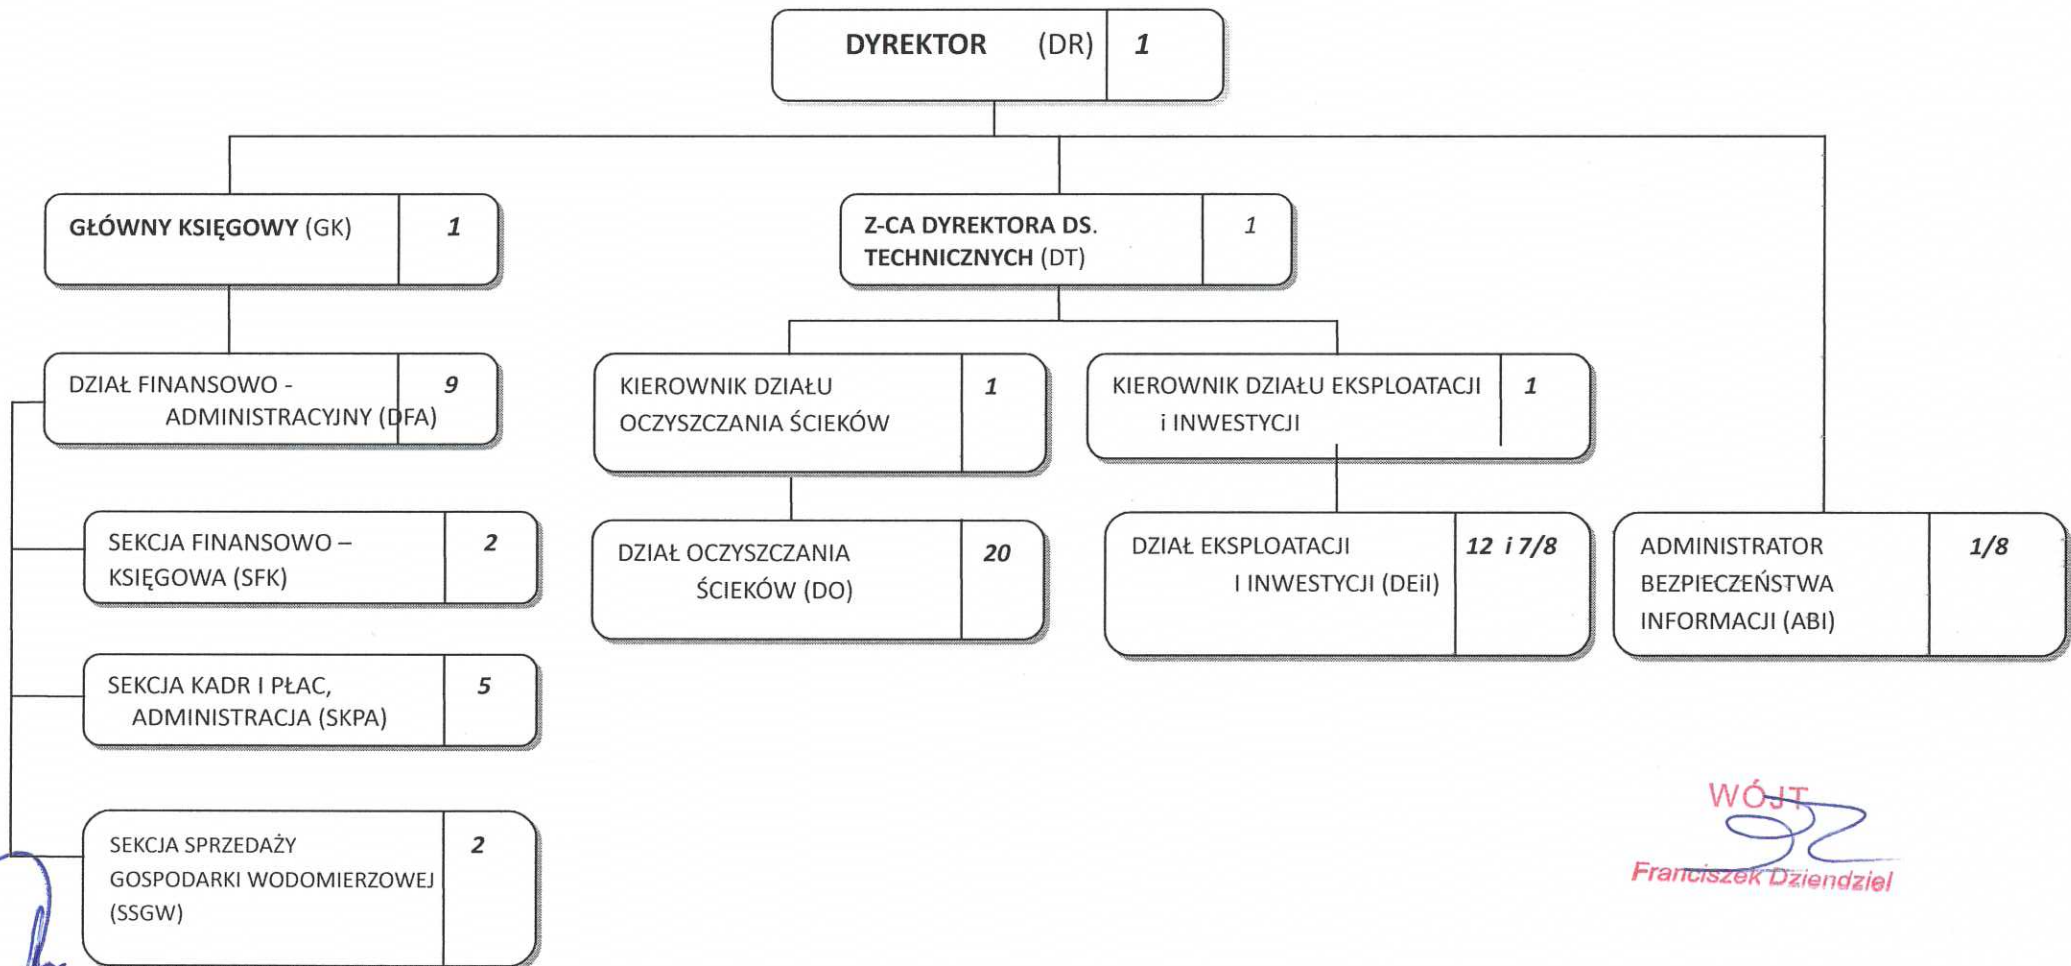 DYREKTOR (DR) 1
GŁÓWNY KSIĘGOWY (GK) 1
Z-CA DYREKTORA DS. 1
TECHNICZNYCH (DT)
DZIAŁ FINANSOWO - 9
ADMINISTRACYJNY (DFA)
KIEROWNIK DZIAŁU 1
OCZYSZCZANIA ŚCIEKÓW
KIEROWNIK DZIAŁU EKSPLOATACJI 1
i INWESTYCJI
SEKCJA FINANSOWO – 2
KSIĘGOWA (SFK)
DZIAŁ OCZYSZCZANIA 20
ŚCIEKÓW (DO)
DZIAŁ EKSPLOATACJI 12 i 7/8
I INWESTYCJI (DEiI)
ADMINISTRATOR 1/8
BEZPIECZEŃSTWA
INFORMACJI (ABI)
SEKCJA KADR I PŁAC, 5
ADMINISTRACJA (SKPA)
SEKCJA SPRZEDAŻY 2
GOSPODARKI WODOMIERZOWEJ
(SSGW)
WÓJT
Franciszek Dziendziel